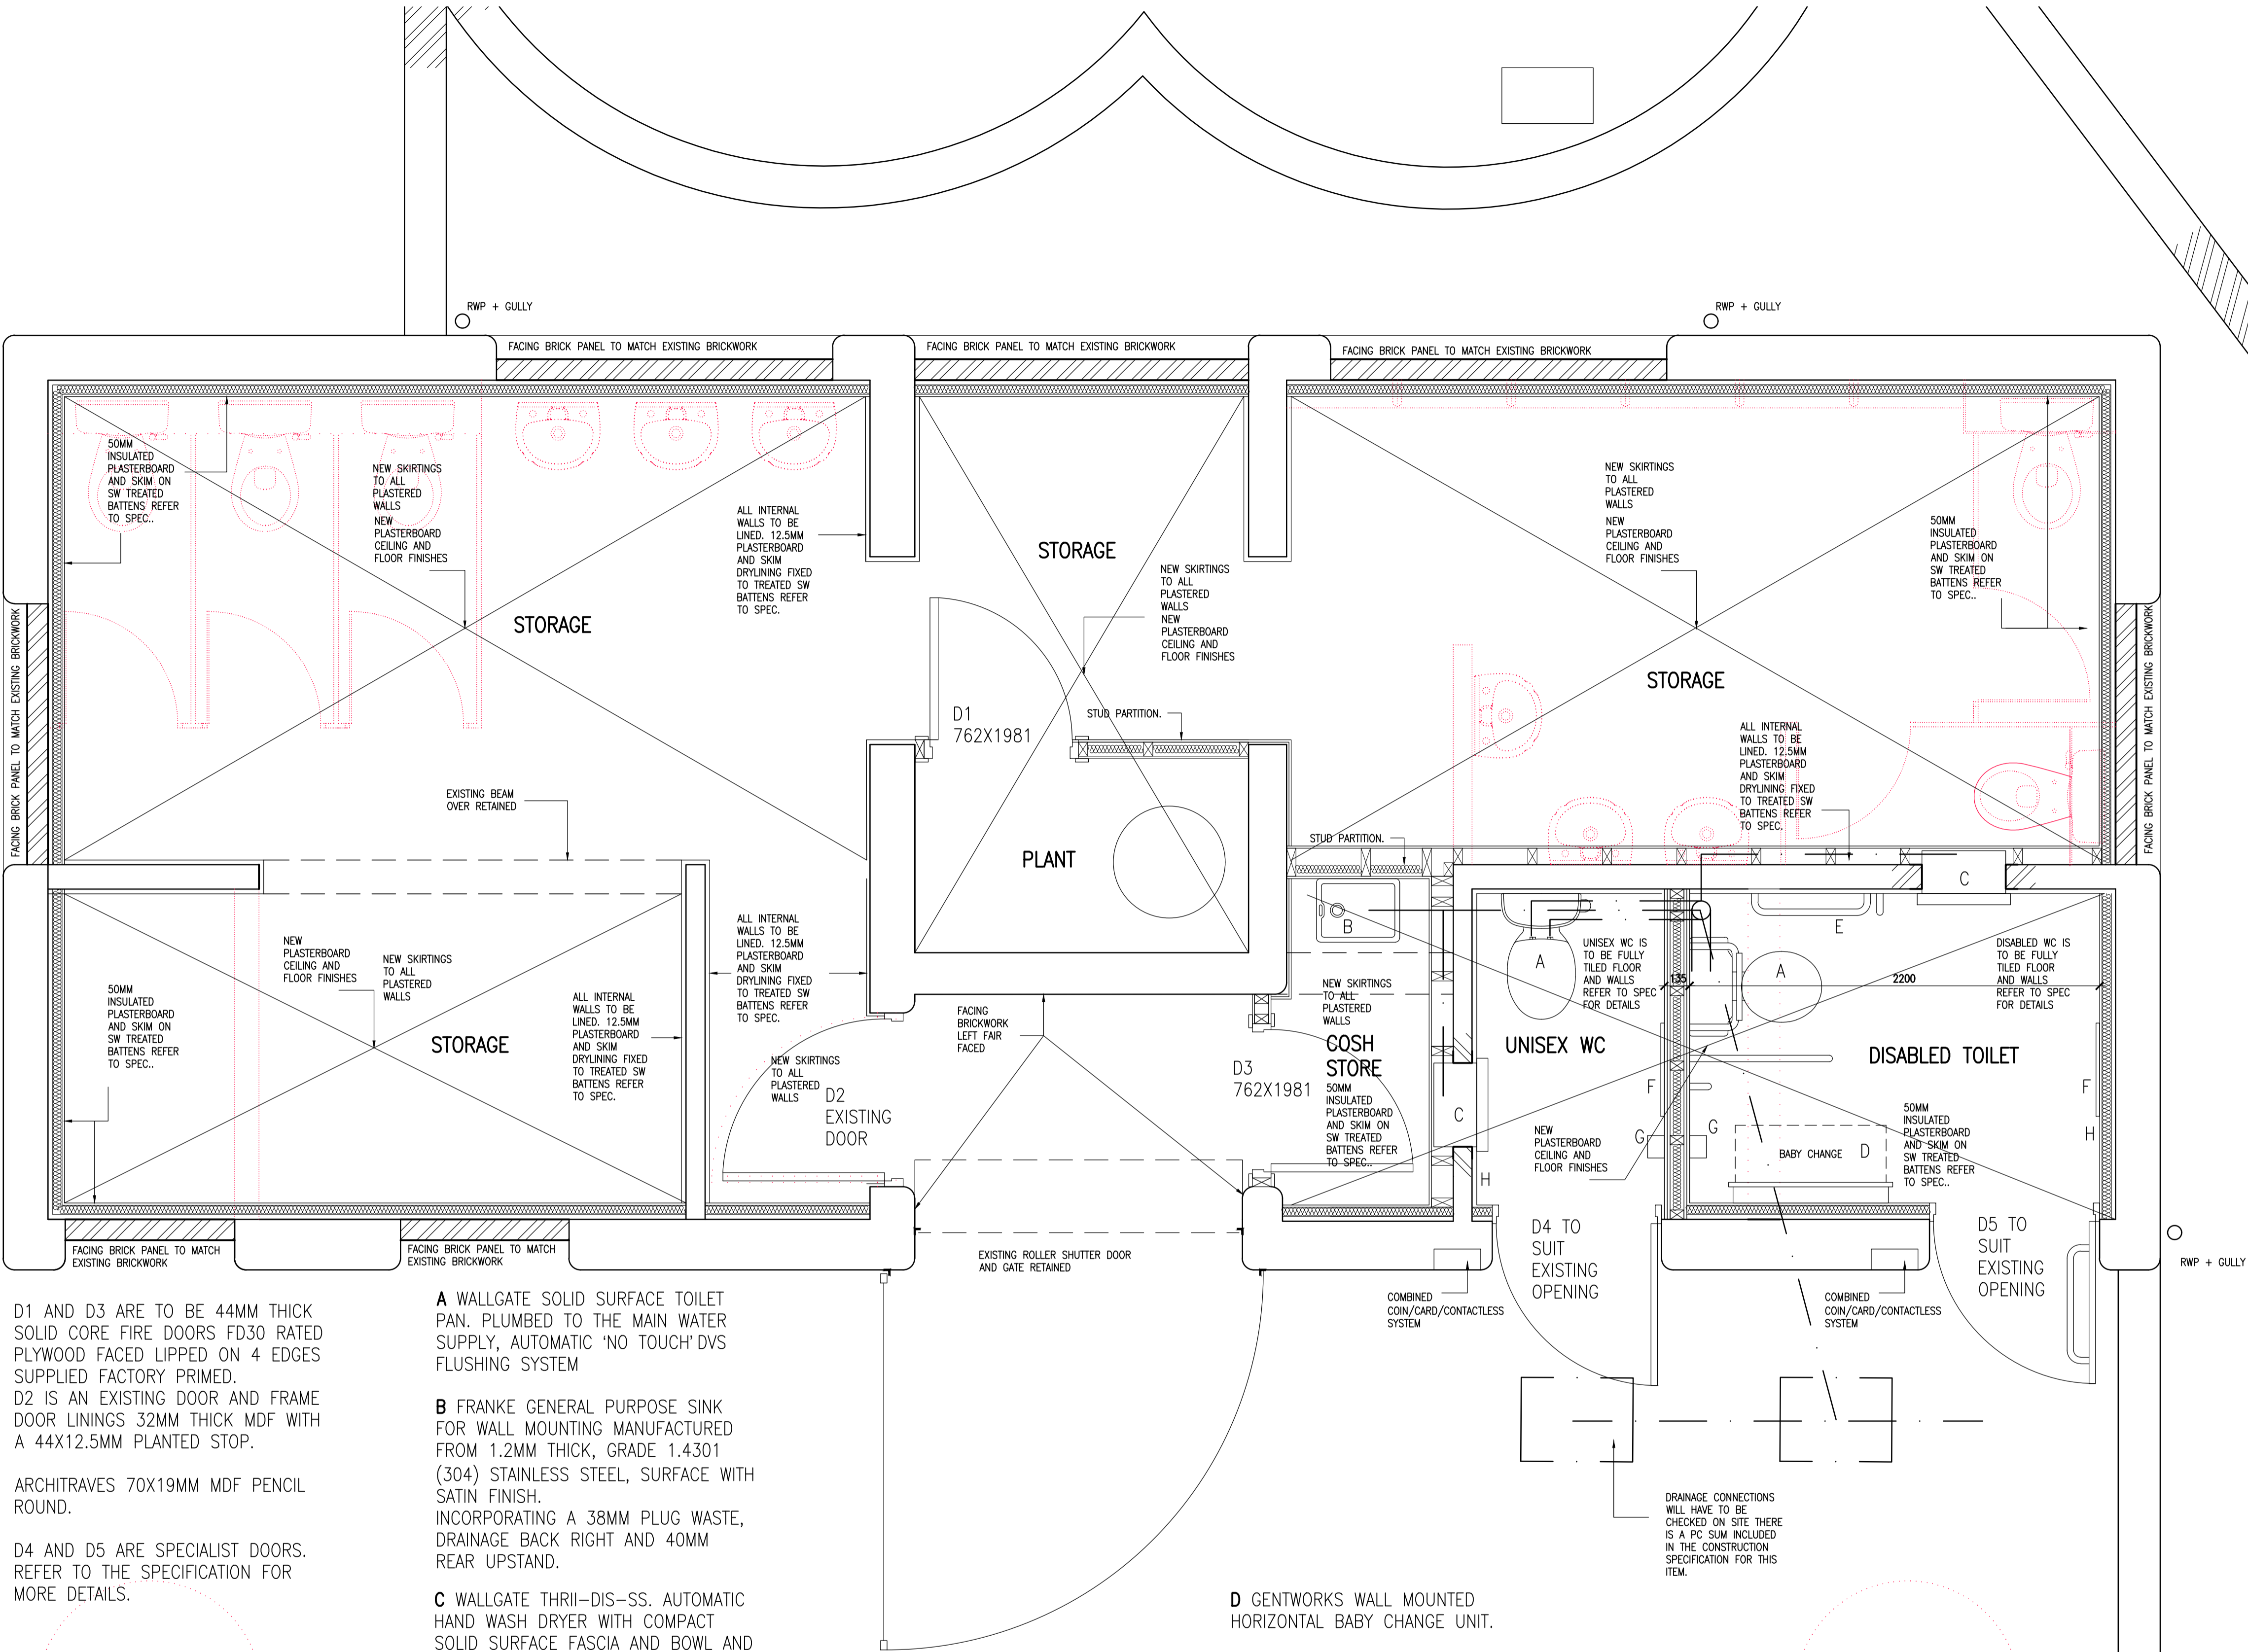 RWP + GULLY
RWP + GULLY
FACING BRICK PANEL TO MATCH EXISTING BRICKWORK
FACING BRICK PANEL TO MATCH EXISTING BRICKWORK
FACING BRICK PANEL TO MATCH EXISTING BRICKWORK
50MM
INSULATED
PLASTERBOARD
AND SKIM ON
SW TREATED
BATTENS REFER
TO SPEC..
NEW SKIRTINGS
TO ALL
PLASTERED
WALLS
NEW
PLASTERBOARD
CEILING AND
FLOOR FINISHES
STORAGE
ALL INTERNAL
WALLS TO BE
LINED. 12.5MM
PLASTERBOARD
AND SKIM
DRYLINING FIXED
TO TREATED SW
BATTENS REFER
TO SPEC.
STORAGE
NEW SKIRTINGS
TO ALL
PLASTERED
WALLS
NEW
PLASTERBOARD
CEILING AND
FLOOR FINISHES
NEW SKIRTINGS
TO ALL
PLASTERED
WALLS
NEW
PLASTERBOARD
CEILING AND
FLOOR FINISHES
STORAGE
50MM
INSULATED
PLASTERBOARD
AND SKIM ON
SW TREATED
BATTENS REFER
TO SPEC..
FACING BRICK PANEL TO MATCH EXISTING BRICKWORK
FACING BRICK PANEL TO MATCH EXISTING BRICKWORK
D1
762X1981
STUD PARTITION.
ALL INTERNAL
WALLS TO BE
LINED. 12.5MM
PLASTERBOARD
AND SKIM
DRYLINING FIXED
TO TREATED SW
BATTENS REFER
TO SPEC.
EXISTING BEAM
OVER RETAINED
PLANT
STUD PARTITION.
C
B
A
UNISEX WC IS
TO BE FULLY
TILED FLOOR
AND WALLS
REFER TO SPEC
FOR DETAILS
135
A
E
2200
DISABLED WC IS
TO BE FULLY
TILED FLOOR
AND WALLS
REFER TO SPEC
FOR DETAILS
NEW
PLASTERBOARD
CEILING AND
FLOOR FINISHES
NEW SKIRTINGS
TO ALL
PLASTERED
WALLS
50MM
INSULATED
PLASTERBOARD
AND SKIM ON
SW TREATED
BATTENS REFER
TO SPEC..
STORAGE
ALL INTERNAL
WALLS TO BE
LINED. 12.5MM
PLASTERBOARD
AND SKIM
DRYLINING FIXED
TO TREATED SW
BATTENS REFER
TO SPEC.
ALL INTERNAL
WALLS TO BE
LINED. 12.5MM
PLASTERBOARD
AND SKIM
DRYLINING FIXED
TO TREATED SW
BATTENS REFER
TO SPEC.
NEW SKIRTINGS
TO ALL
PLASTERED
WALLS
D2
EXISTING
DOOR
FACING
BRICKWORK
LEFT FAIR
FACED
NEW SKIRTINGS
TO ALL
PLASTERED
WALLS
COSH
STORE
D3
762X1981
50MM
INSULATED
PLASTERBOARD
AND SKIM ON
SW TREATED
BATTENS REFER
TO SPEC..
C
H
UNISEX WC
NEW
PLASTERBOARD
CEILING AND
FLOOR FINISHES
F
G
G
DISABLED TOILET
F
H
BABY CHANGE
D
50MM
INSULATED
PLASTERBOARD
AND SKIM ON
SW TREATED
BATTENS REFER
TO SPEC..
FACING BRICK PANEL TO MATCH
EXISTING BRICKWORK
FACING BRICK PANEL TO MATCH
EXISTING BRICKWORK
EXISTING ROLLER SHUTTER DOOR
AND GATE RETAINED
COMBINED
COIN/CARD/CONTACTLESS
SYSTEM
D4 TO
SUIT
EXISTING
OPENING
COMBINED
COIN/CARD/CONTACTLESS
SYSTEM
D5 TO
SUIT
EXISTING
OPENING
RWP + GULLY
D1 AND D3 ARE TO BE 44MM THICK
SOLID CORE FIRE DOORS FD30 RATED
PLYWOOD FACED LIPPED ON 4 EDGES
SUPPLIED FACTORY PRIMED.
D2 IS AN EXISTING DOOR AND FRAME
DOOR LININGS 32MM THICK MDF WITH
A 44X12.5MM PLANTED STOP.
ARCHITRAVES 70X19MM MDF PENCIL
ROUND.
D4 AND D5 ARE SPECIALIST DOORS.
REFER TO THE SPECIFICATION FOR
MORE DETAILS.
A WALLGATE SOLID SURFACE TOILET
PAN. PLUMBED TO THE MAIN WATER
SUPPLY, AUTOMATIC 'NO TOUCH' DVS
FLUSHING SYSTEM
B FRANKE GENERAL PURPOSE SINK
FOR WALL MOUNTING MANUFACTURED
FROM 1.2MM THICK, GRADE 1.4301
(304) STAINLESS STEEL, SURFACE WITH
SATIN FINISH.
INCORPORATING A 38MM PLUG WASTE,
DRAINAGE BACK RIGHT AND 40MM
REAR UPSTAND.
C WALLGATE THRII-DIS-SS. AUTOMATIC
HAND WASH DRYER WITH COMPACT
SOLID SURFACE FASCIA AND BOWL AND
DRAINAGE CONNECTIONS
WILL HAVE TO BE
CHECKED ON SITE THERE
IS A PC SUM INCLUDED
IN THE CONSTRUCTION
SPECIFICATION FOR THIS
ITEM.
D GENTWORKS WALL MOUNTED
HORIZONTAL BABY CHANGE UNIT.